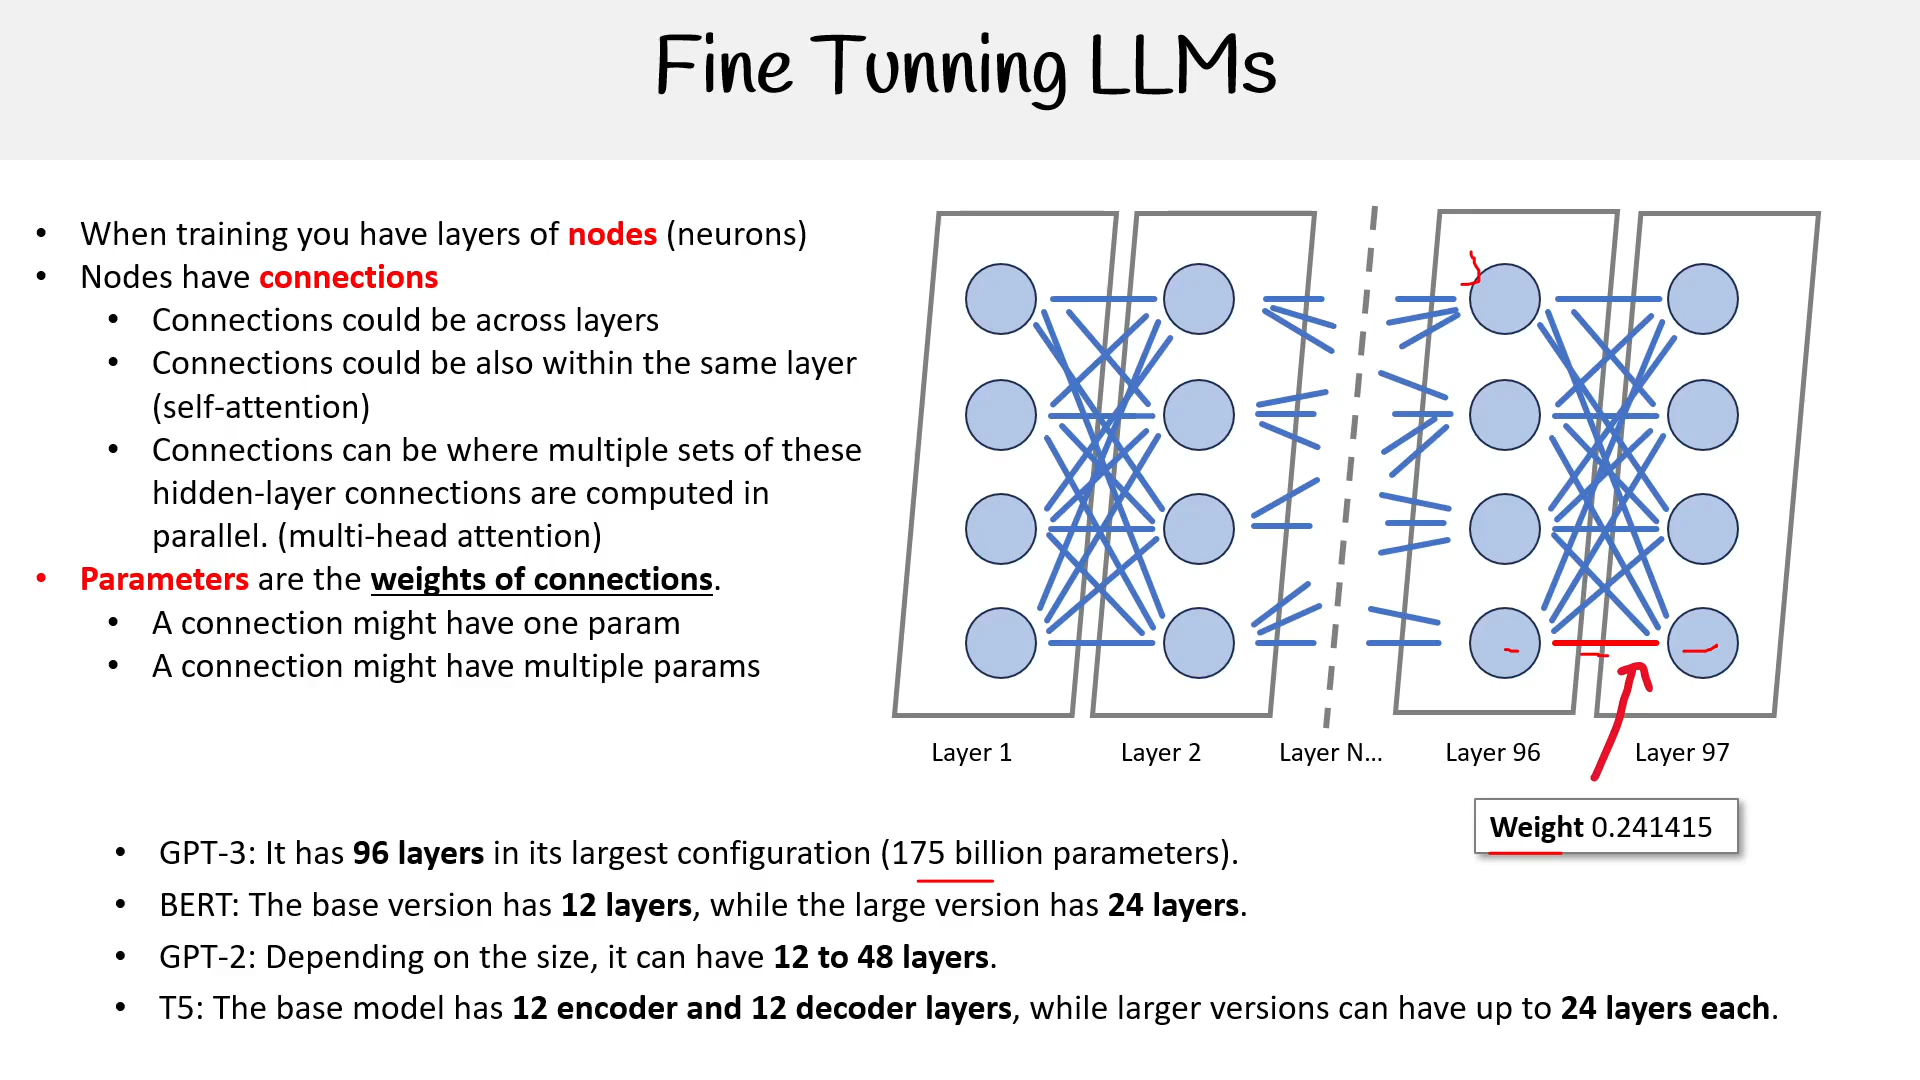 Fine Tunning LLMs
• When training you have layers of nodes (neurons)
• Nodes have connections
• Connections could be across layers
• Connections could be also within the same layer
(self-attention)
• Connections can be where multiple sets of these
hidden-layer connections are computed in
parallel. (multi-head attention)
• Parameters are the weights of connections.
• A connection might have one param
• A connection might have multiple params
Layer 1
Layer 2
Layer N...
Layer 96
Layer 97
Weight 0.241415
• GPT-3: It has 96 layers in its largest configuration (175 billion parameters).
• BERT: The base version has 12 layers, while the large version has 24 layers.
• GPT-2: Depending on the size, it can have 12 to 48 layers.
• T5: The base model has 12 encoder and 12 decoder layers, while larger versions can have up to 24 layers each.